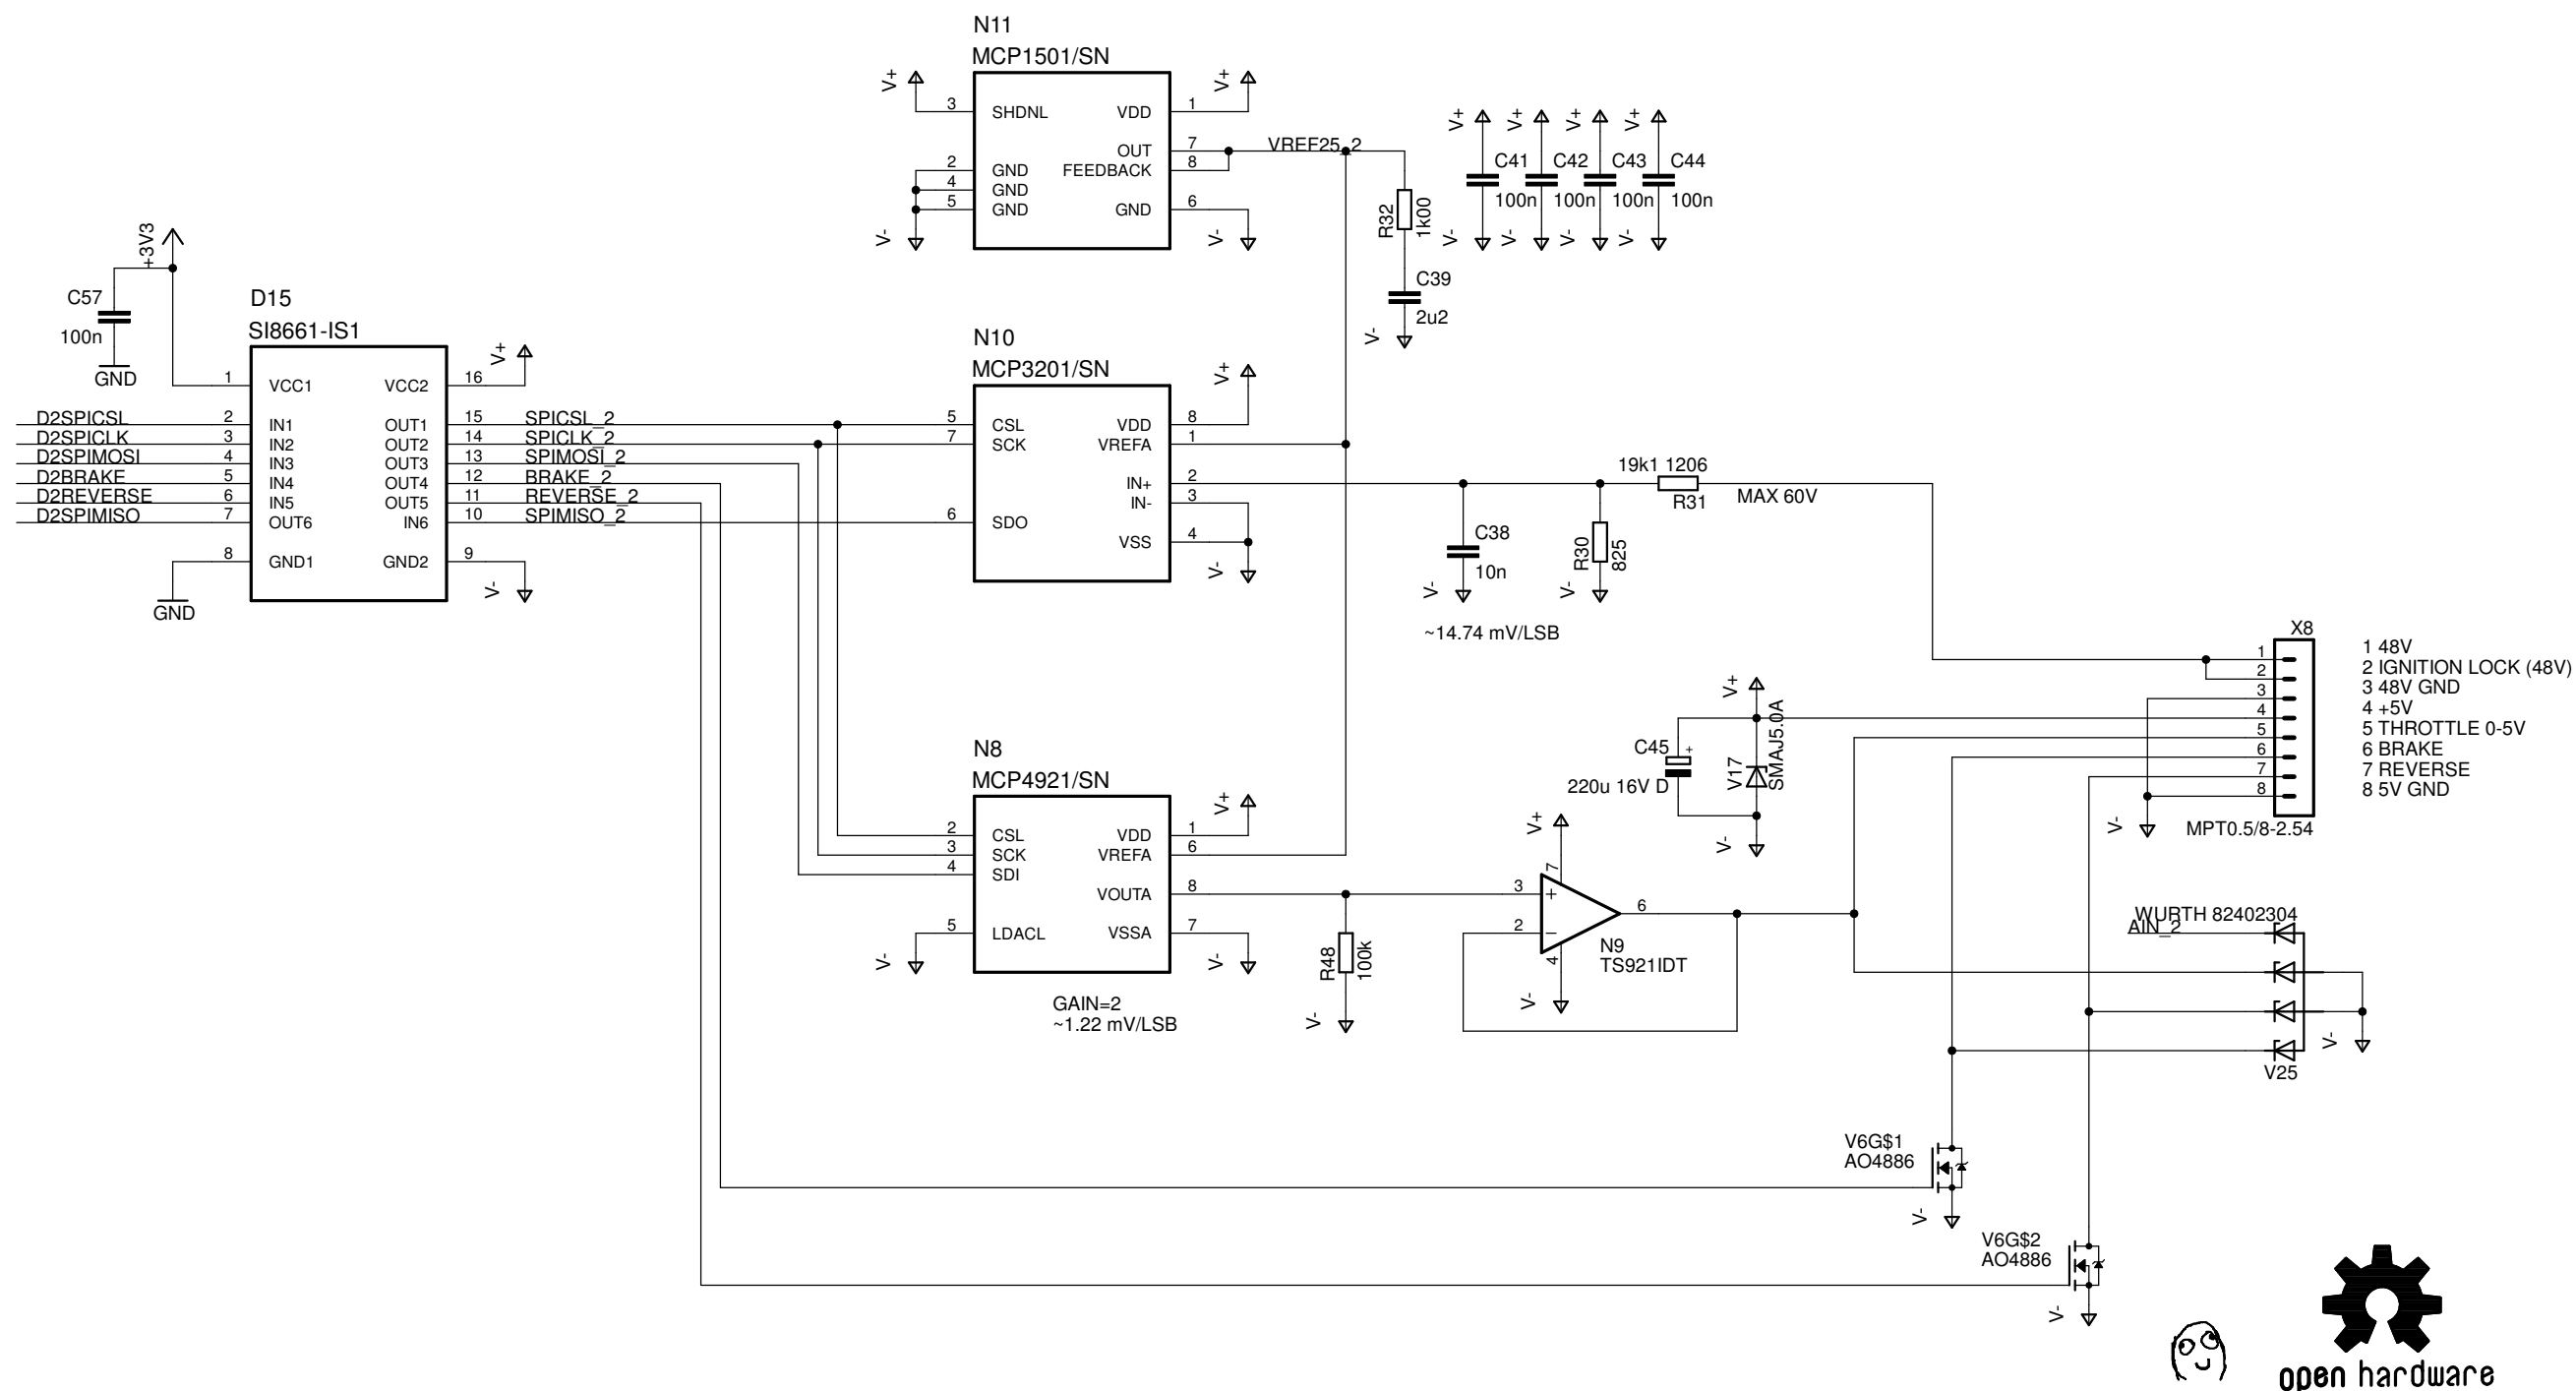 N11
MCP1501/SN
V+
3
SHDNL
VDD
1
V+
OUT
7
VREF25_2
2
GND
FEEDBACK
8
4
GND
5
GND
GND
6
V-
V-
R32
1k00
C39
2u2
V-
V+
V+
V+
V+
C41
C42
C43
C44
100n
100n
100n
100n
V-
V-
V-
V-
+3V3
C57
100n
GND
D15
SI8661-IS1
1
VCC1
VCC2
16
V+
D2SPICSL
2
IN1
OUT1
15
SPICSL_2
D2SPICLK
3
IN2
OUT2
14
SPICLK_2
D2SPIMOSI
4
IN3
OUT3
13
SPIMOSI_2
D2BRAKE
5
IN4
OUT4
12
BRAKE_2
D2REVERSE
6
IN5
OUT5
11
REVERSE_2
D2SPIMISO
7
OUT6
IN6
10
SPIMISO_2
8
GND1
GND2
9
GND
V-
N10
MCP3201/SN
V+
5
CSL
VDD
8
7
SCK
VREFA
1
IN+
2
IN-
3
6
SDO
VSS
4
V-
19k1 1206
R31
MAX 60V
C38
10n
V-
R30
825
V-
~14.74 mV/LSB
X8
1
2
3
4
5
6
7
8
MPT0.5/8-2.54
1 48V
2 IGNITION LOCK (48V)
3 48V GND
4 +5V
5 THROTTLE 0-5V
6 BRAKE
7 REVERSE
8 5V GND
V-
V+
C45
+
220u 16V D
V17
SMAJ5.0A
V-
N8
MCP4921/SN
V+
2
CSL
VDD
1
3
SCK
VREFA
6
4
SDI
VOUTA
8
5
LDACL
VSSA
7
V-
V-
GAIN=2
~1.22 mV/LSB
R48
100k
V-
V+
7
3
+
2
−
6
4
N9
TS921IDT
V-
WURTH 82402304
AIN_2
V-
V25
V6G$1
AO4886
V-
V6G$2
AO4886
V-
open hardware